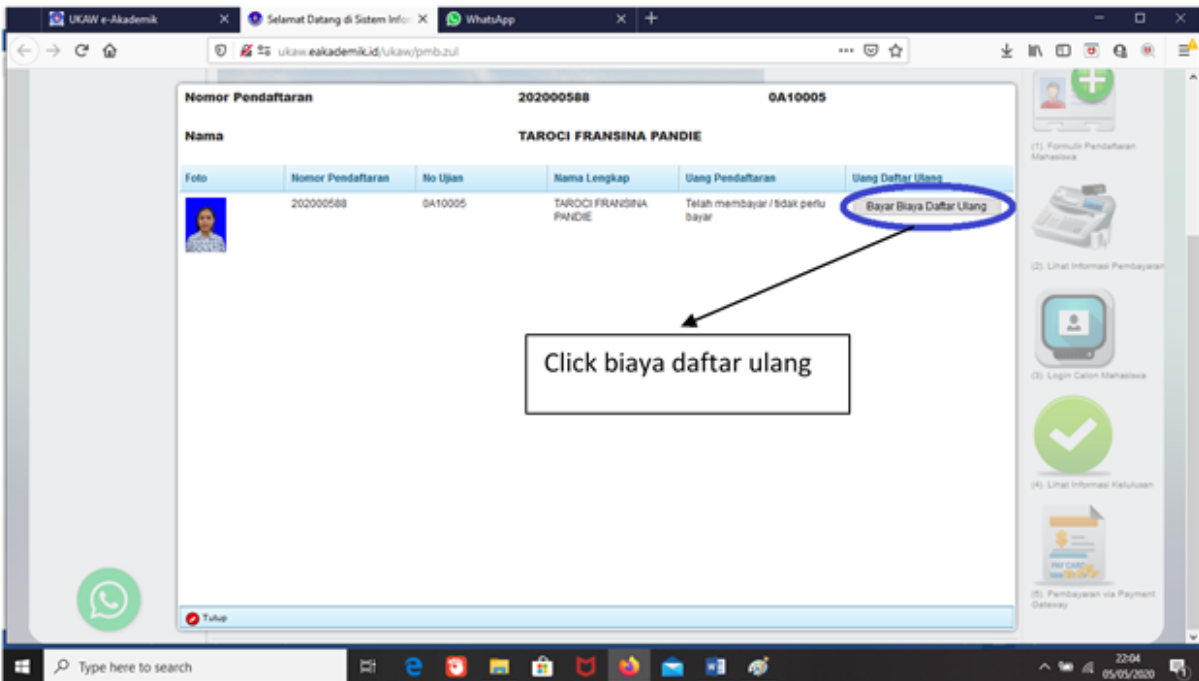 UKAW e-Akademik
Selamat Datang di Sistem Infor
WhatsApp
ukaw.eakademik.id/ukaw/pmb.zul
Nomor Pendaftaran 202000588 0A10005
Nama TAROCI FRANSINA PANDIE
Foto Nomor Pendaftaran No Ujian Nama Lengkap Uang Pendaftaran Uang Daftar Ulang
202000588 0A10005 TAROCI FRANSINA Telah membayar / tidak perlu Bayar Biaya Daftar Ulang
PANDIE bayar
Click biaya daftar ulang
Tutup
(1). Formulir Pendaftaran
Mahasiswa
(2). Lihat Informasi Pembayaran
(3). Login Calon Mahasiswa
(4). Lihat Informasi Kelulusan
PAY CARD
(5). Pembayaran via Payment
Gateway
Type here to search
22:04
05/05/2020